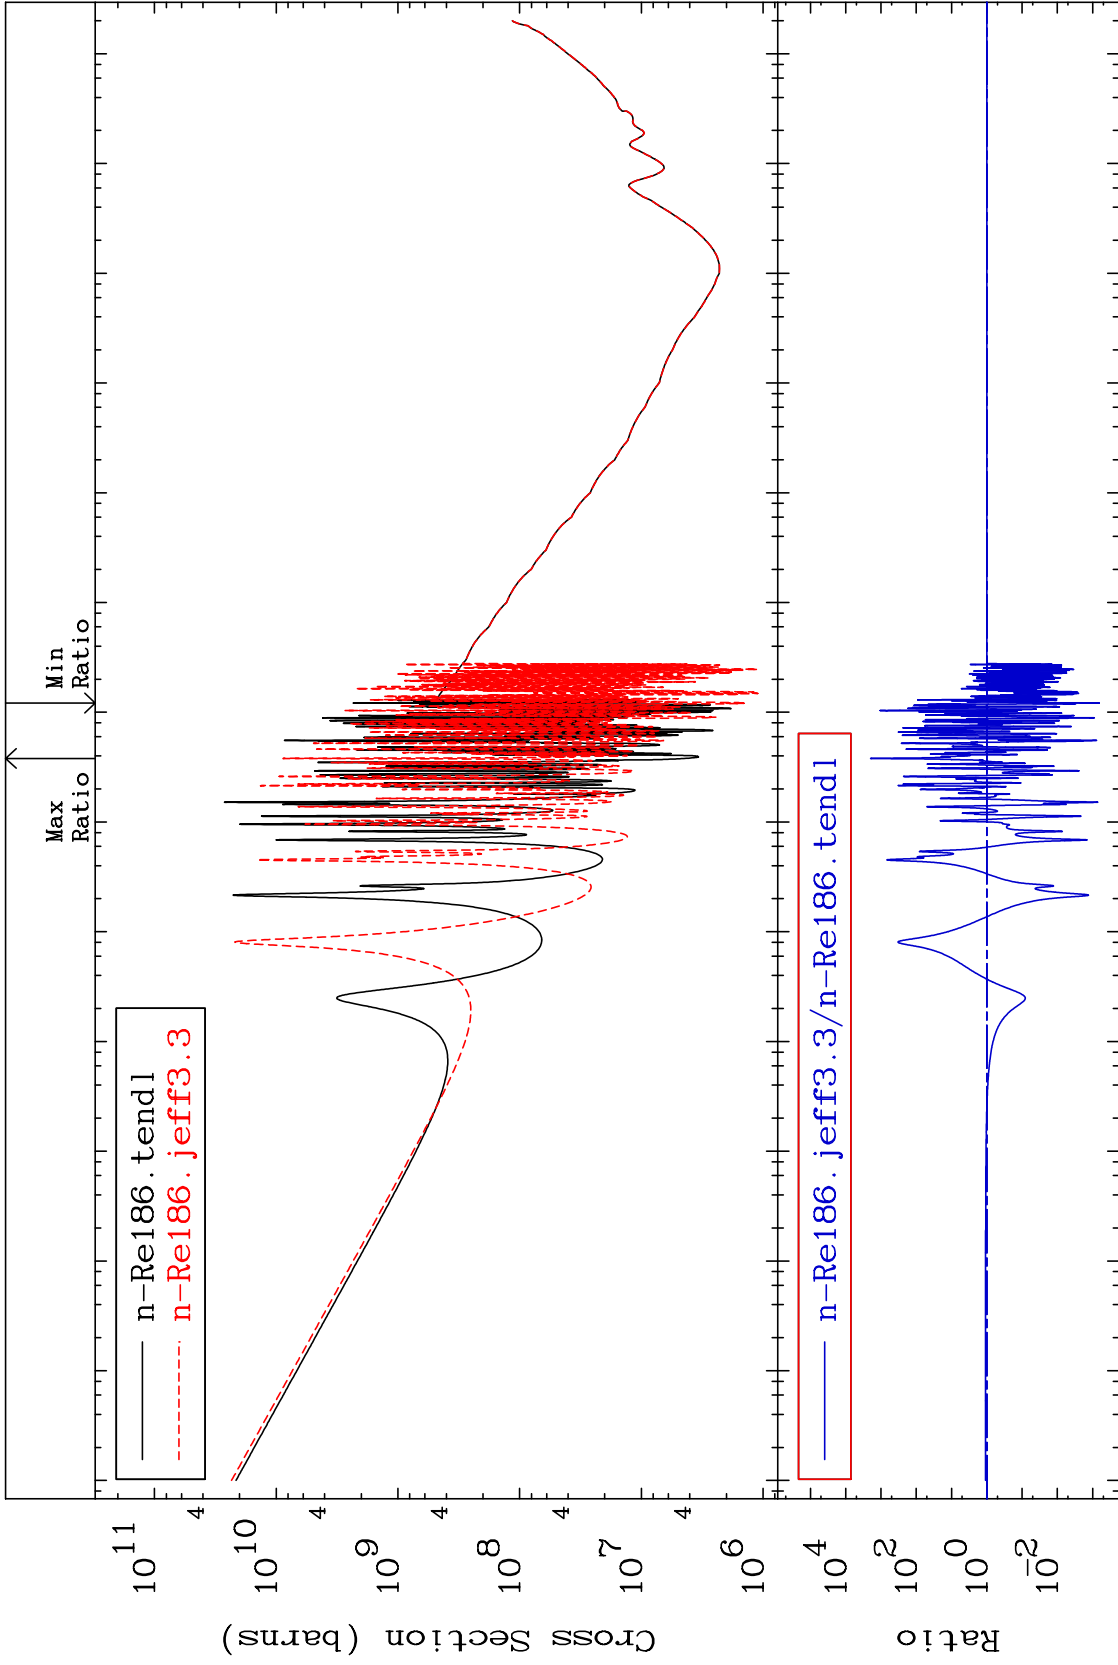 Max
Ratio
Min
Ratio
n-Re186.tendl
n-Re186.jeff3.3
10^11
4
10^10
4
10^9
4
10^8
4
10^7
4
10^6
Cross Section (barns)
n-Re186.jeff3.3/n-Re186.tendl
10^4
10^2
10^0
10^-2
Ratio